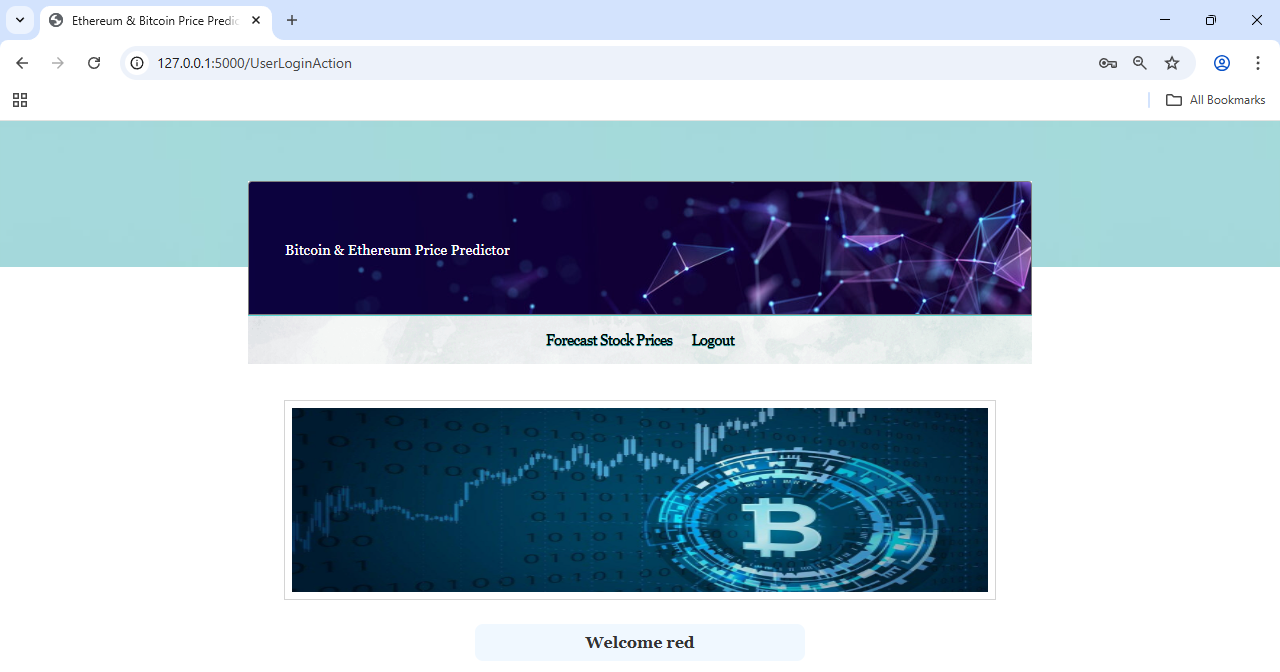 Ethereum & Bitcoin Price Predic
127.0.0.1:5000/UserLoginAction
All Bookmarks
Bitcoin & Ethereum Price Predictor
Forecast Stock Prices Logout
Welcome red